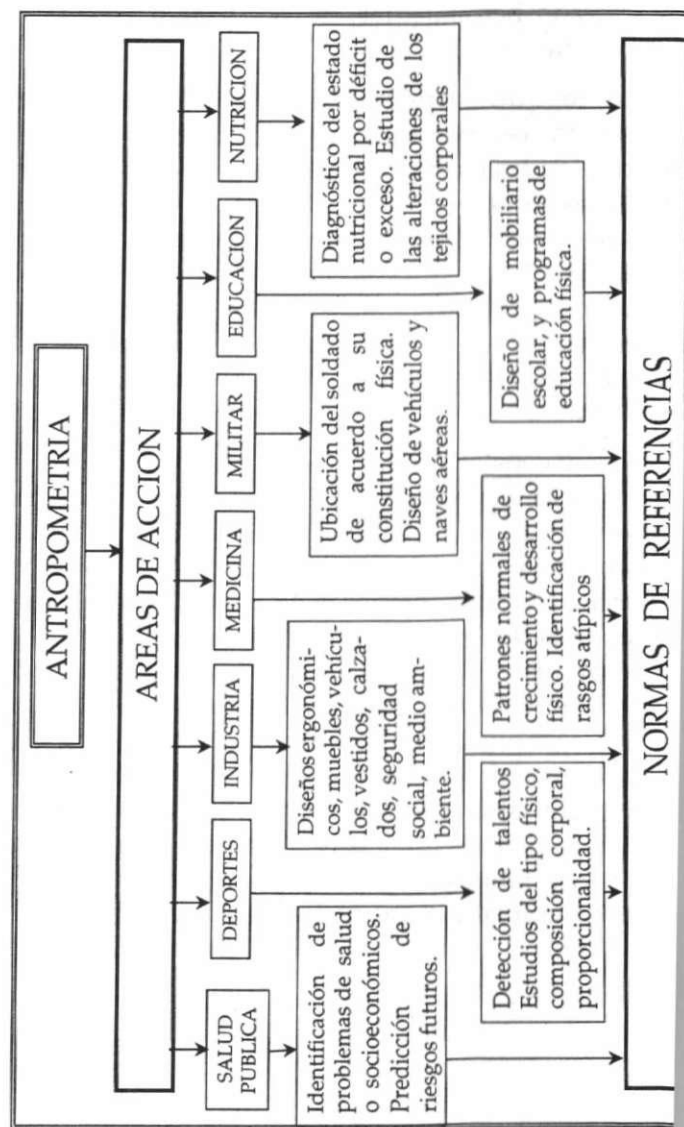 ANTROPOMETRIA
AREAS DE ACCION
SALUD
PUBLICA
DEPORTES
INDUSTRIA
MEDICINA
MILITAR
EDUCACION
NUTRICION
Identificación de
problemas de salud
o socioeconómicos.
Predicción de
riesgos futuros.
Diseños ergonómi-
cos, muebles, vehícu-
los, vestidos, calza-
dos, seguridad
social, medio am-
biente.
Ubicación del soldado
de acuerdo a su
constitución física.
Diseño de vehículos y
naves aéreas.
Diagnóstico del estado
nutricional por déficit
o exceso. Estudio de
las alteraciones de los
tejidos corporales
Detección de talentos
Estudios del tipo físico,
composición corporal,
proporcionalidad.
Patrones normales de
crecimiento y desarrollo
físico. Identificación de
rasgos atípicos
Diseño de mobiliario
escolar, y programas de
educación física.
NORMAS DE REFERENCIAS